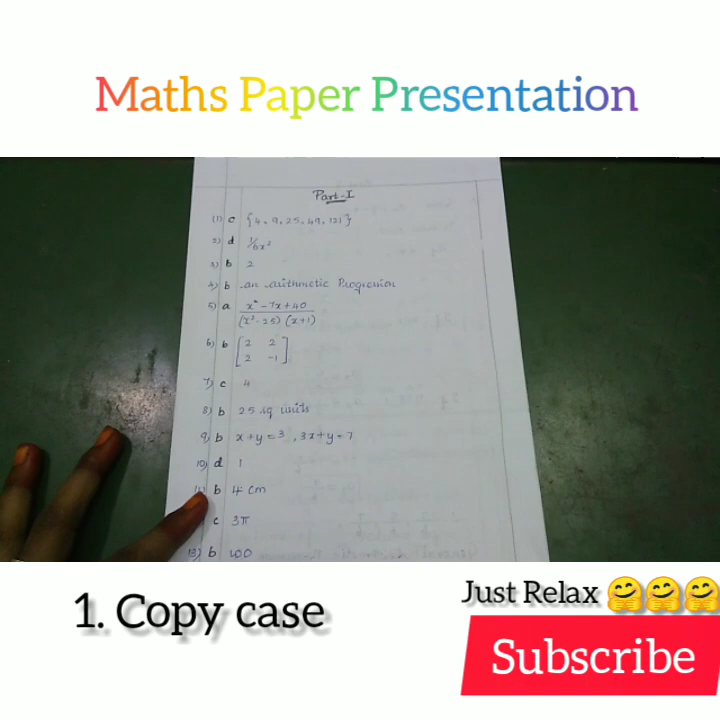 Maths Paper Presentation
Part-I
(1) c {4, 9, 25, 49, 121}
2) d 1/6x²
3) b 2
4) b an arithmetic Progression
5) a x²-7x+40
(x²-25) (x+1)
6) b [2 2
2 -1]
7) c 4
8) b 25 sq units
9) b x+y=3, 3x+y=7
10) d 1
11) b 4 cm
c 3π
13) b 100
1. Copy case
Just Relax 🤗🤗🤗
Subscribe